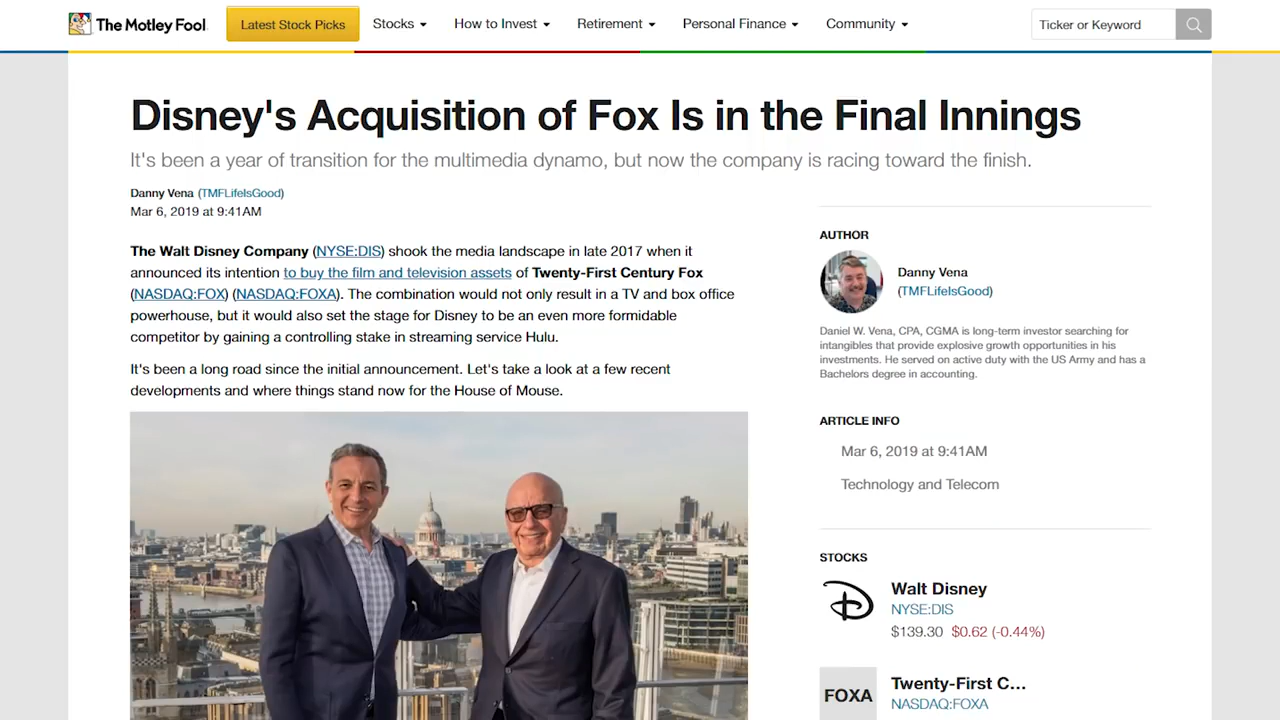 The Motley Fool
Latest Stock Picks
Stocks
How to Invest
Retirement
Personal Finance
Community
Ticker or Keyword
Disney's Acquisition of Fox Is in the Final Innings
It's been a year of transition for the multimedia dynamo, but now the company is racing toward the finish.
Danny Vena (TMFLifeIsGood)
Mar 6, 2019 at 9:41AM
The Walt Disney Company (NYSE:DIS) shook the media landscape in late 2017 when it
announced its intention to buy the film and television assets of Twenty-First Century Fox
(NASDAQ:FOX) (NASDAQ:FOXA). The combination would not only result in a TV and box office
powerhouse, but it would also set the stage for Disney to be an even more formidable
competitor by gaining a controlling stake in streaming service Hulu.
It's been a long road since the initial announcement. Let's take a look at a few recent
developments and where things stand now for the House of Mouse.
AUTHOR
Danny Vena
(TMFLifeIsGood)
Daniel W. Vena, CPA, CGMA is long-term investor searching for
intangibles that provide explosive growth opportunities in his
investments. He served on active duty with the US Army and has a
Bachelors degree in accounting.
ARTICLE INFO
Mar 6, 2019 at 9:41AM
Technology and Telecom
STOCKS
Walt Disney
NYSE:DIS
$139.30 $0.62 (-0.44%)
FOXA
Twenty-First C...
NASDAQ:FOXA